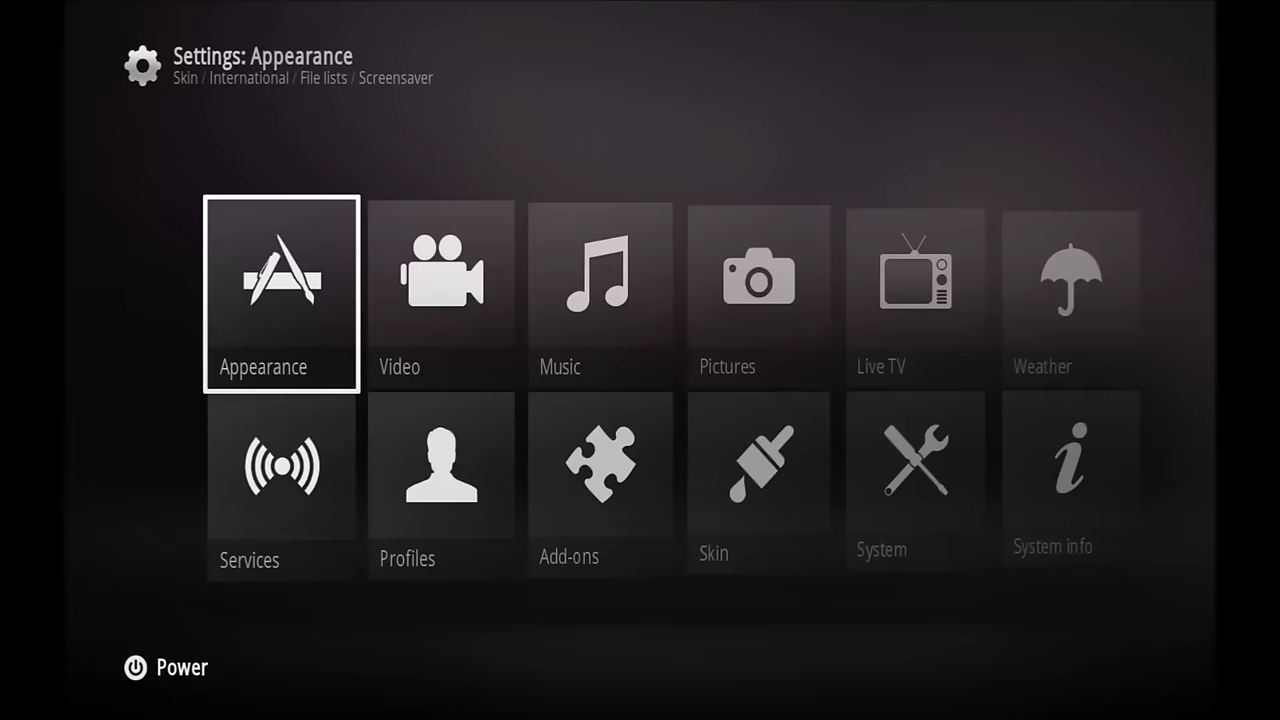 Settings: Appearance
Skin / International / File lists / Screensaver
Appearance
Video
Music
Pictures
Live TV
Weather
Services
Profiles
Add-ons
Skin
System
System info
Power